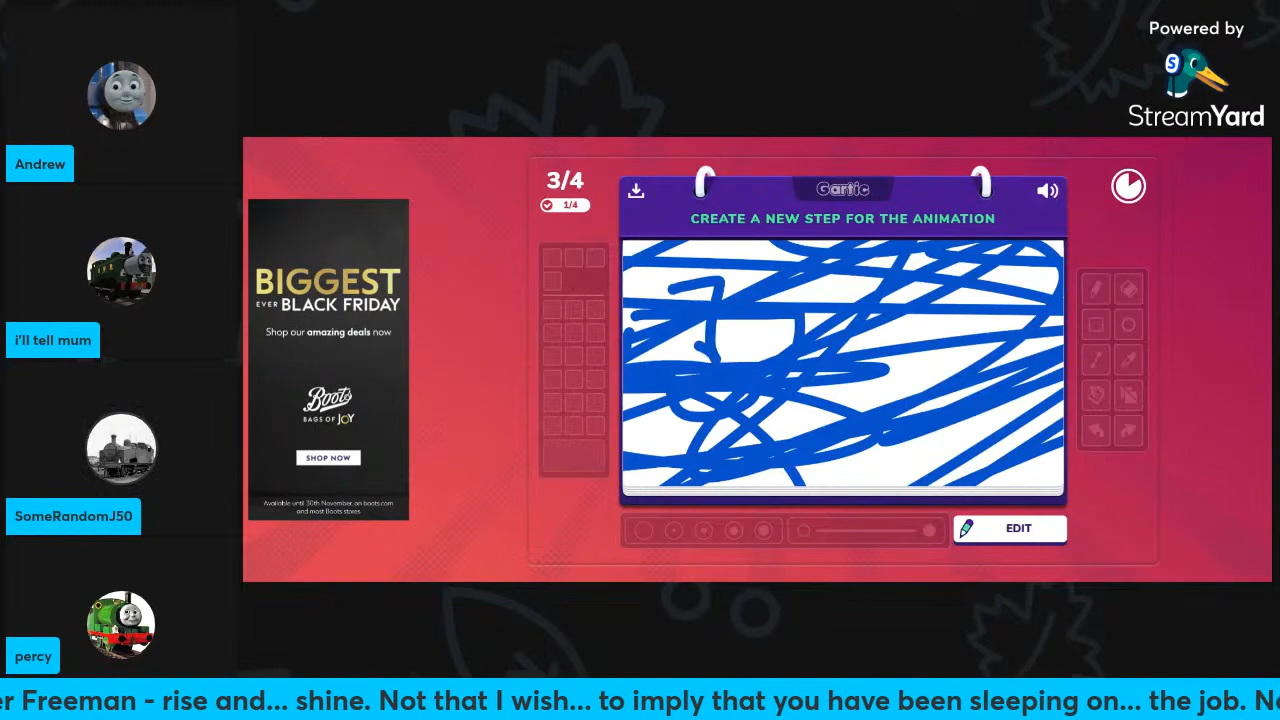 Powered by
StreamYard
Andrew
i'll tell mum
SomeRandomJ50
percy
3/4
1/4
Gartic
CREATE A NEW STEP FOR THE ANIMATION
BIGGEST
EVER BLACK FRIDAY
Shop our amazing deals now
Boots
BAGS OF JOY
SHOP NOW
Available until 30th November, on boots.com
and most Boots stores
EDIT
er Freeman - rise and... shine. Not that I wish... to imply that you have been sleeping on... the job. No